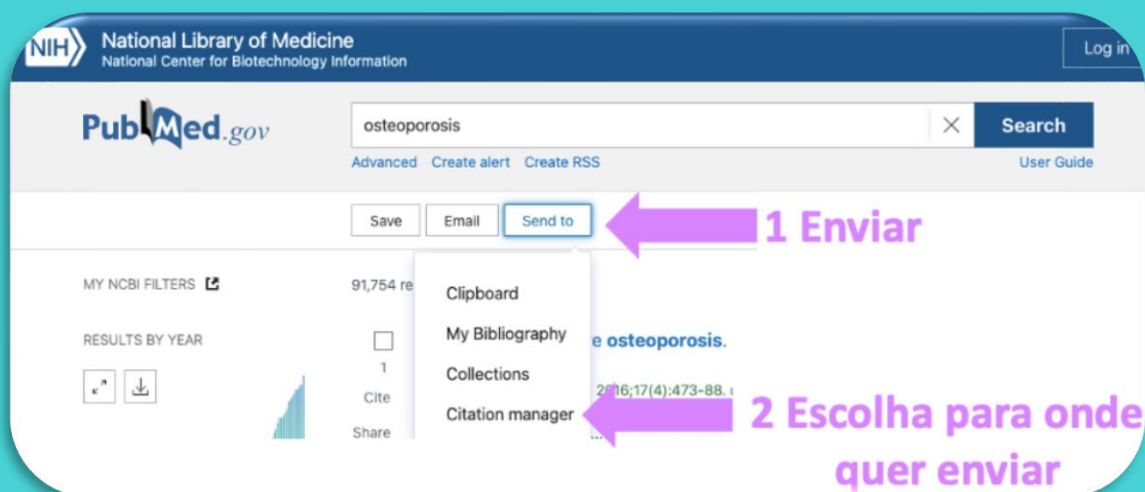 NIH National Library of Medicine
National Center for Biotechnology Information
Log in
PubMed.gov
osteoporosis
Search
Advanced Create alert Create RSS
User Guide
Save Email Send to
1 Enviar
MY NCBI FILTERS
91,754 re
Clipboard
RESULTS BY YEAR
My Bibliography
e osteoporosis.
1
Collections
Cite
2016;17(4):473-88.
Citation manager
Share
...
2 Escolha para onde
quer enviar